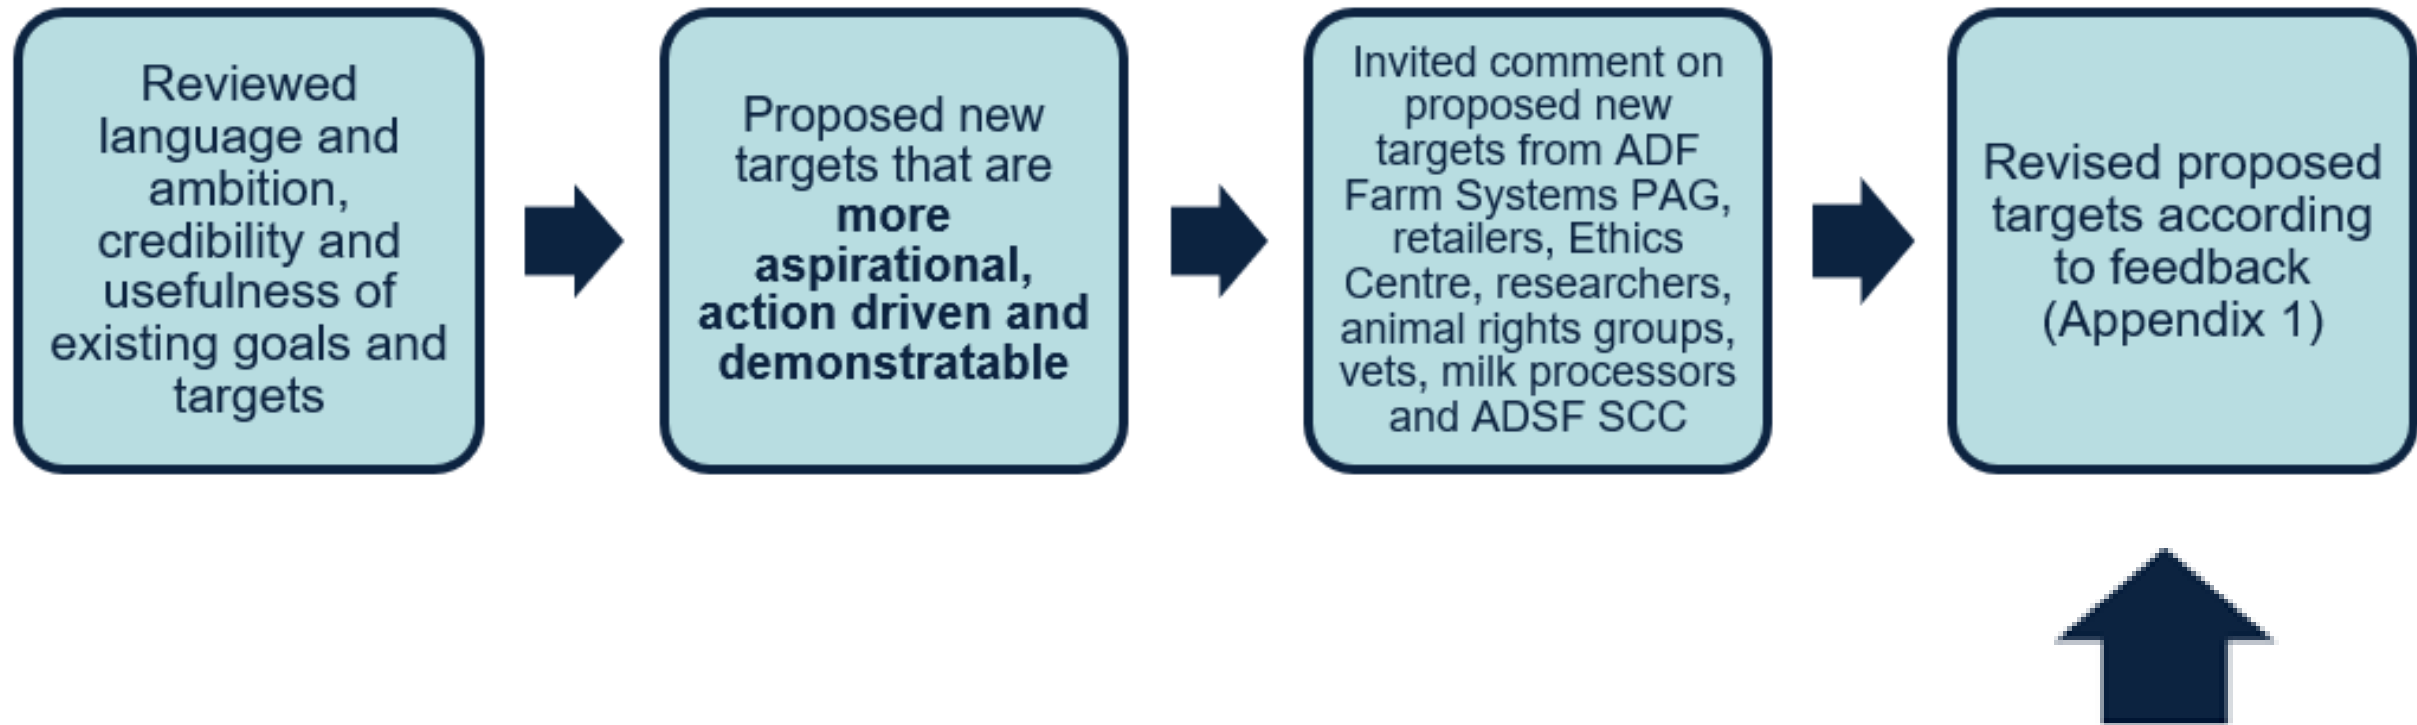 Reviewed
language and
ambition,
credibility and
usefulness of
existing goals and
targets
Proposed new
targets that are
more
aspirational,
action driven and
demonstratable
Invited comment on
proposed new
targets from ADF
Farm Systems PAG,
retailers, Ethics
Centre, researchers,
animal rights groups,
vets, milk processors
and ADSF SCC
Revised proposed
targets according
to feedback
(Appendix 1)